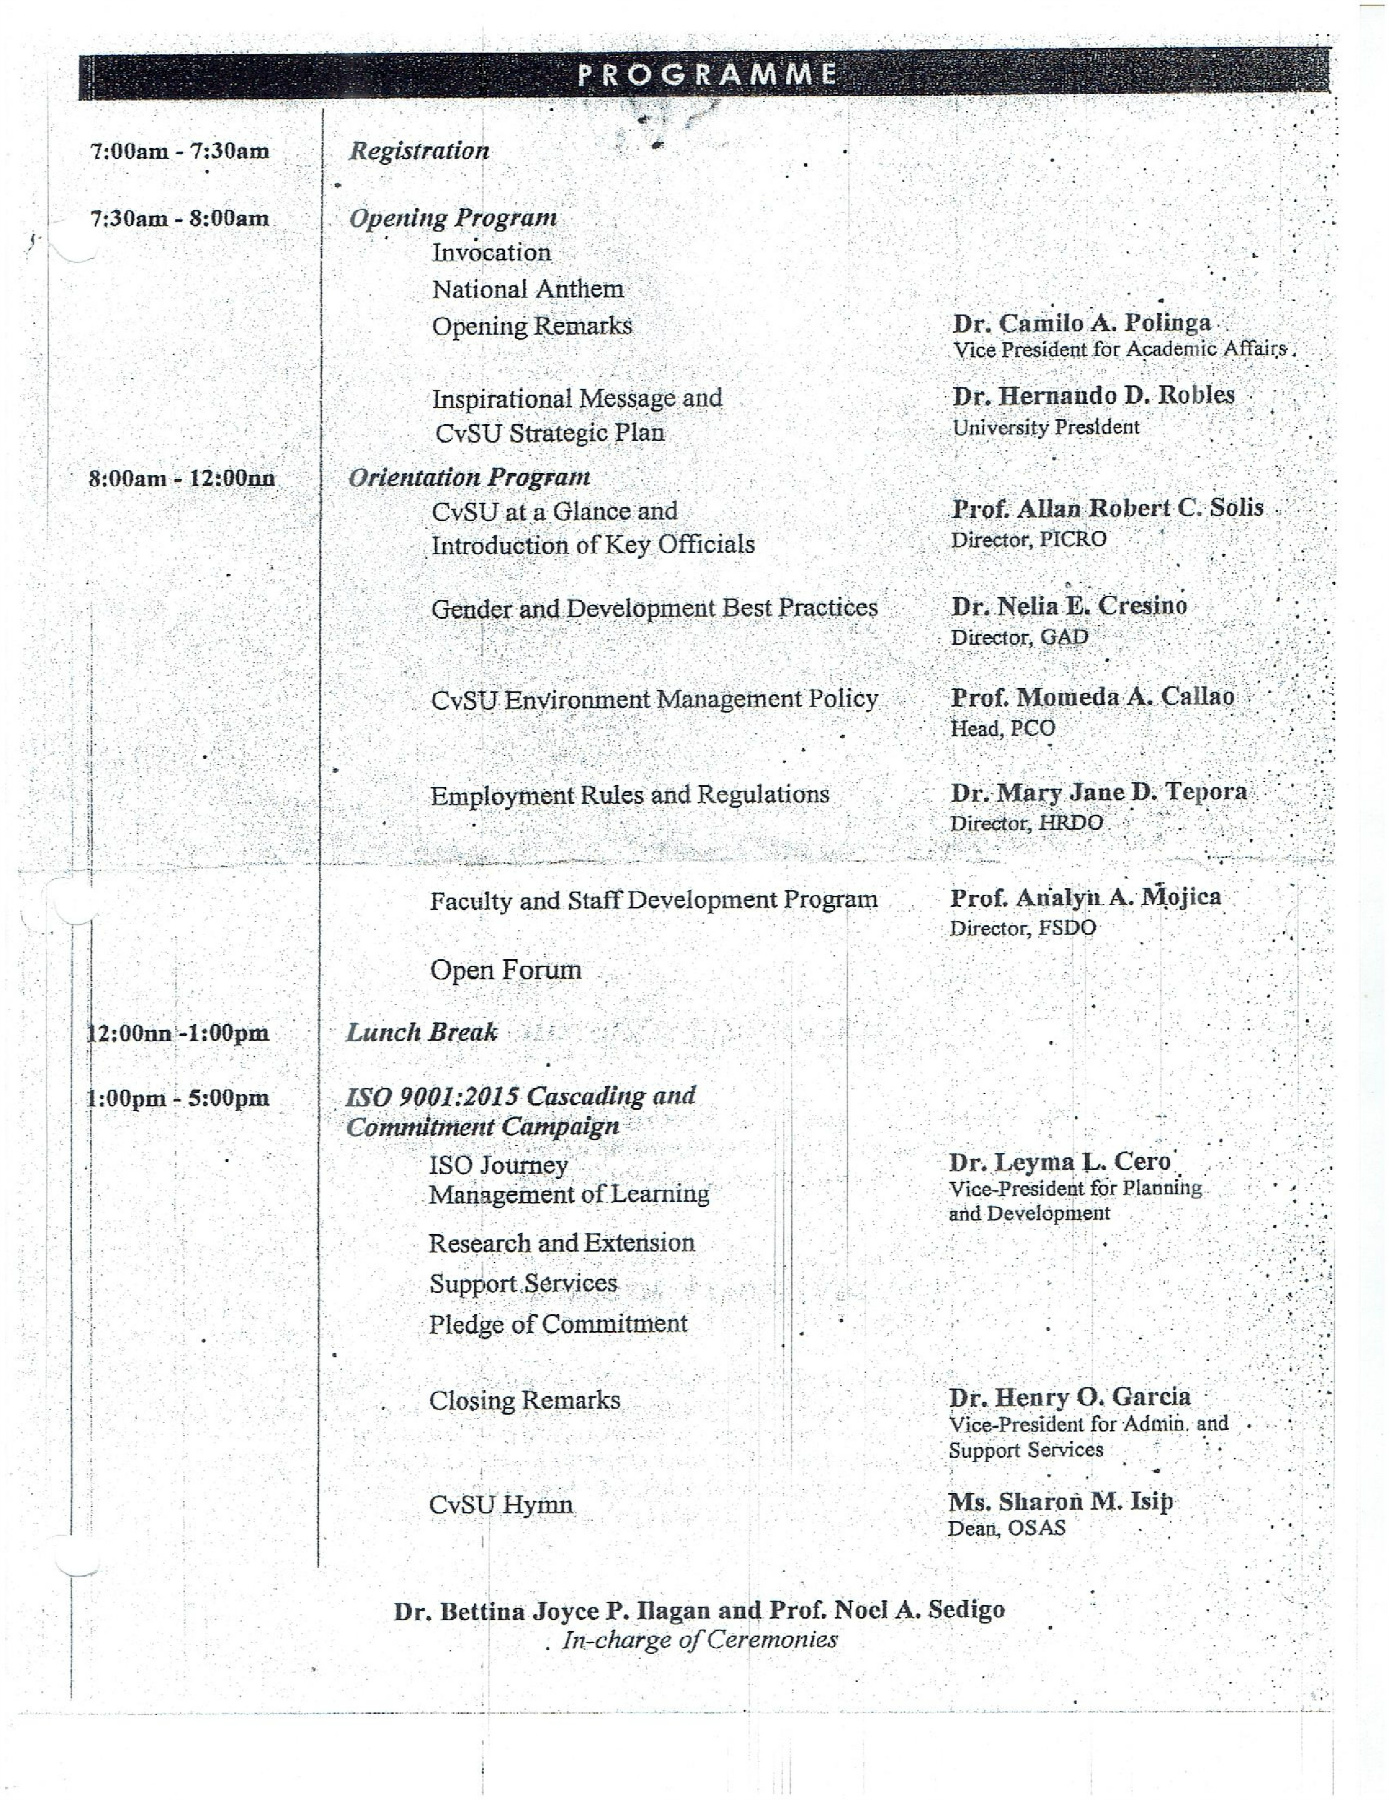 PROGRAMME
7:00am - 7:30am Registration
7:30am - 8:00am Opening Program
Invocation
National Anthem
Opening Remarks Dr. Camilo A. Polinga
Vice President for Academic Affairs
Inspirational Message and Dr. Hernando D. Robles
CvSU Strategic Plan University President
8:00am - 12:00nn Orientation Program
CvSU at a Glance and Prof. Allan Robert C. Solis
Introduction of Key Officials Director, PICRO
Gender and Development Best Practices Dr. Nelia E. Cresino
Director, GAD
CvSU Environment Management Policy Prof. Momeda A. Callao
Head, PCO
Employment Rules and Regulations Dr. Mary Jane D. Tepora
Director, HRDO
Faculty and Staff Development Program Prof. Analyn A. Mojica
Director, FSDO
Open Forum
12:00nn -1:00pm Lunch Break
1:00pm - 5:00pm ISO 9001:2015 Cascading and
Commitment Campaign
ISO Journey Dr. Leyma L. Cero
Management of Learning Vice-President for Planning
and Development
Research and Extension
Support Services
Pledge of Commitment
Closing Remarks Dr. Henry O. Garcia
Vice-President for Admin. and
Support Services
CvSU Hymn Ms. Sharon M. Isip
Dean, OSAS
Dr. Bettina Joyce P. Ilagan and Prof. Noel A. Sedigo
In-charge of Ceremonies